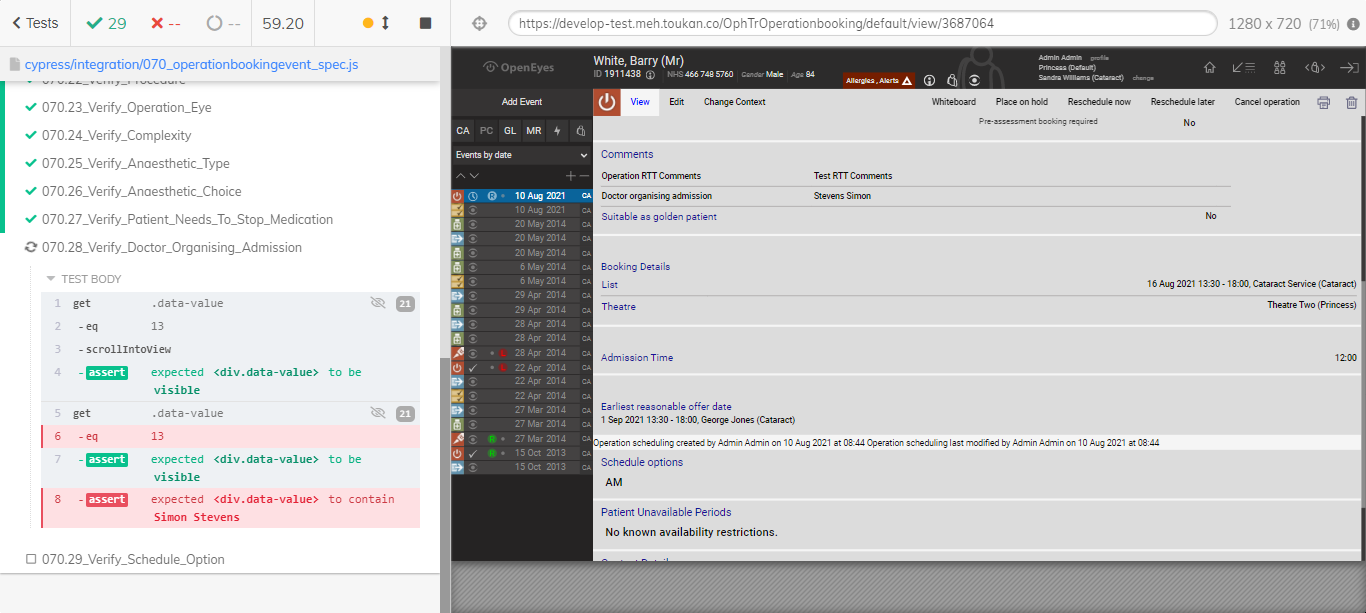 Tests
29
--
--
59.20
https://develop-test.meh.toukan.co/OphTrOperationbooking/default/view/3687064
1280 x 720 (71%)
cypress/integration/070_operationbookingevent_spec.js
070.22_Verify_Procedure
070.23_Verify_Operation_Eye
070.24_Verify_Complexity
070.25_Verify_Anaesthetic_Type
070.26_Verify_Anaesthetic_Choice
070.27_Verify_Patient_Needs_To_Stop_Medication
070.28_Verify_Doctor_Organising_Admission
TEST BODY
1 get .data-value 21
2 -eq 13
3 -scrollIntoView
4 -assert expected <div.data-value> to be
visible
5 get .data-value 21
6 -eq 13
7 -assert expected <div.data-value> to be
visible
8 -assert expected <div.data-value> to contain
Simon Stevens
070.29_Verify_Schedule_Option
OpenEyes
White, Barry (Mr)
ID 1911438 NHS 466 748 5760 Gender Male Age 84
Allergies , Alerts
Admin Admin profile
Princess (Default)
Sandra Williams (Cataract) change
Add Event
View Edit Change Context Whiteboard Place on hold Reschedule now Reschedule later Cancel operation
CA PC GL MR
Events by date
10 Aug 2021 CA
10 Aug 2021 CA
20 May 2014 CA
20 May 2014 CA
20 May 2014 CA
6 May 2014 CA
6 May 2014 CA
29 Apr 2014 CA
29 Apr 2014 CA
28 Apr 2014 CA
28 Apr 2014 CA
28 Apr 2014 CA
22 Apr 2014 CA
22 Apr 2014 CA
22 Apr 2014 CA
27 Mar 2014 CA
27 Mar 2014 CA
R 27 Mar 2014 CA
R 15 Oct 2013 CA
15 Oct 2013 CA
Pre-assessment booking required No
Comments
Operation RTT Comments Test RTT Comments
Doctor organising admission Stevens Simon
Suitable as golden patient No
Booking Details
List 16 Aug 2021 13:30 - 18:00, Cataract Service (Cataract)
Theatre Theatre Two (Princess)
Admission Time 12:00
Earliest reasonable offer date
1 Sep 2021 13:30 - 18:00, George Jones (Cataract)
Operation scheduling created by Admin Admin on 10 Aug 2021 at 08:44 Operation scheduling last modified by Admin Admin on 10 Aug 2021 at 08:44
Schedule options
AM
Patient Unavailable Periods
No known availability restrictions.